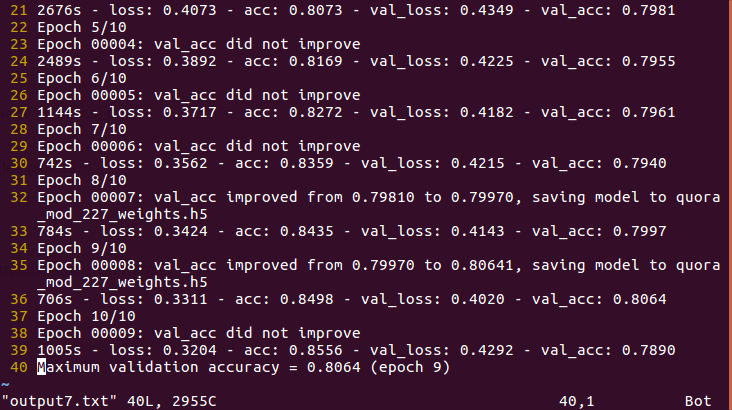 21 2676s - loss: 0.4073 - acc: 0.8073 - val_loss: 0.4349 - val_acc: 0.7981
22 Epoch 5/10
23 Epoch 00004: val_acc did not improve
24 2489s - loss: 0.3892 - acc: 0.8169 - val_loss: 0.4225 - val_acc: 0.7955
25 Epoch 6/10
26 Epoch 00005: val_acc did not improve
27 1144s - loss: 0.3717 - acc: 0.8272 - val_loss: 0.4182 - val_acc: 0.7961
28 Epoch 7/10
29 Epoch 00006: val_acc did not improve
30 742s - loss: 0.3562 - acc: 0.8359 - val_loss: 0.4215 - val_acc: 0.7940
31 Epoch 8/10
32 Epoch 00007: val_acc improved from 0.79810 to 0.79970, saving model to quora
_mod_227_weights.h5
33 784s - loss: 0.3424 - acc: 0.8435 - val_loss: 0.4143 - val_acc: 0.7997
34 Epoch 9/10
35 Epoch 00008: val_acc improved from 0.79970 to 0.80641, saving model to quora
_mod_227_weights.h5
36 706s - loss: 0.3311 - acc: 0.8498 - val_loss: 0.4020 - val_acc: 0.8064
37 Epoch 10/10
38 Epoch 00009: val_acc did not improve
39 1005s - loss: 0.3204 - acc: 0.8556 - val_loss: 0.4292 - val_acc: 0.7890
40 Maximum validation accuracy = 0.8064 (epoch 9)
~
"output7.txt" 40L, 2955C 40,1 Bot